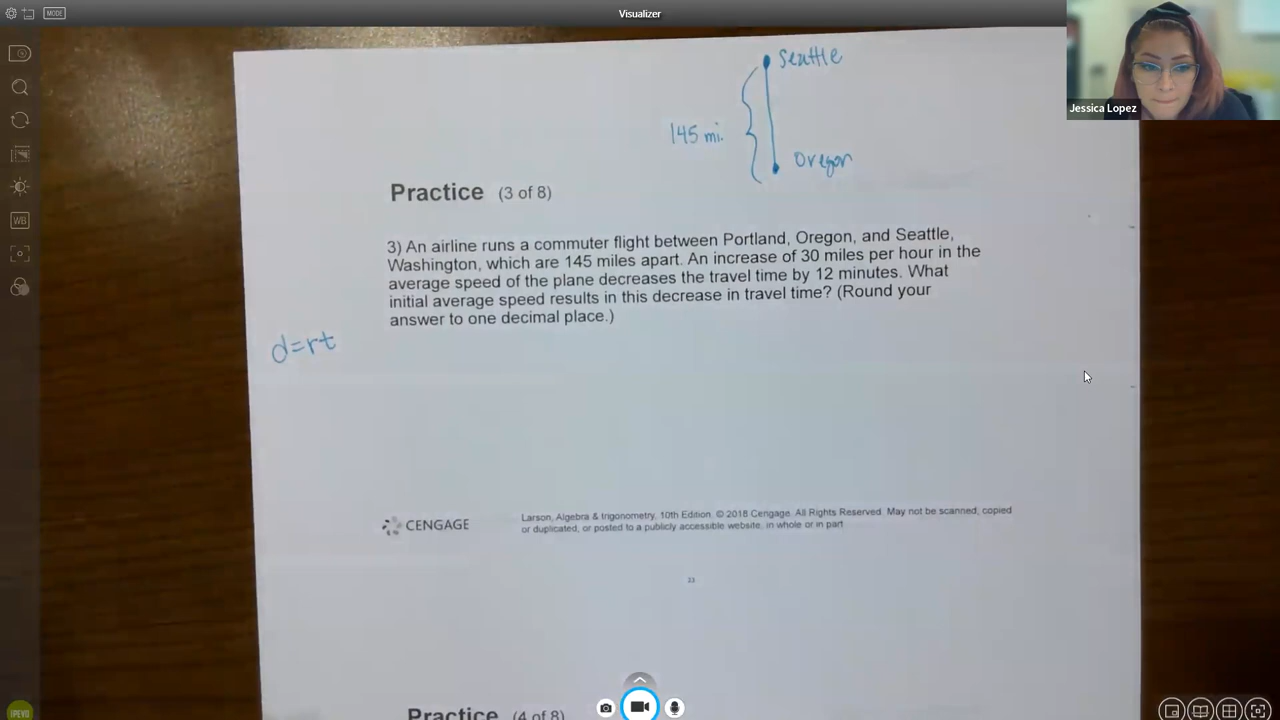 Visualizer
MODE
Seattle
Jessica Lopez
145 mi.
Oregon
Practice (3 of 8)
3) An airline runs a commuter flight between Portland, Oregon, and Seattle,
Washington, which are 145 miles apart. An increase of 30 miles per hour in the
average speed of the plane decreases the travel time by 12 minutes. What
initial average speed results in this decrease in travel time? (Round your
answer to one decimal place.)
d=rt
WB
CENGAGE
Larson, Algebra & trigonometry, 10th Edition. © 2018 Cengage. All Rights Reserved. May not be scanned, copied
or duplicated, or posted to a publicly accessible website, in whole or in part
33
Practice (4 of 8)
IPEVO